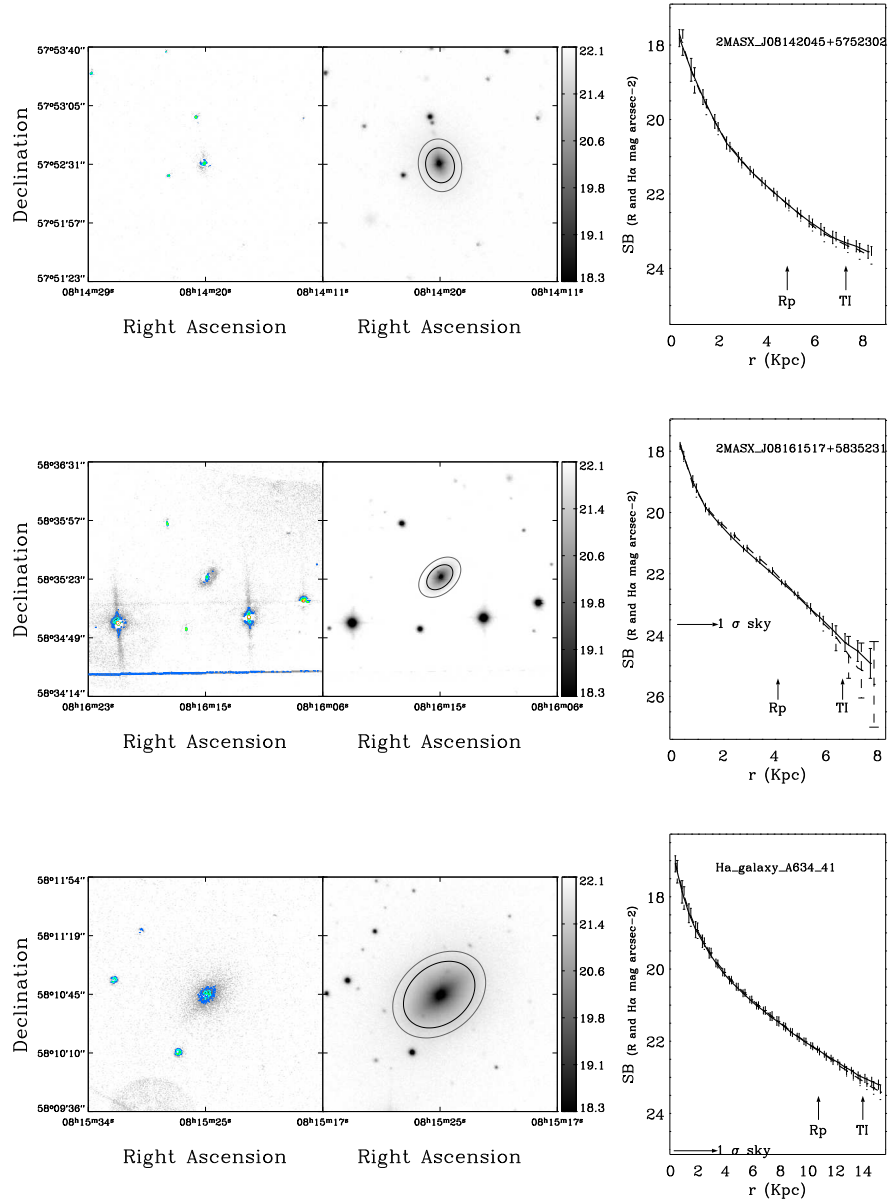 57°53'40"
57°53'05"
57°52'31"
57°51'57"
57°51'23"
Declination
08ʰ14ᵐ29ˢ
08ʰ14ᵐ20ˢ
08ʰ14ᵐ11ˢ
08ʰ14ᵐ20ˢ
08ʰ14ᵐ11ˢ
Right Ascension
Right Ascension
22.1
21.4
20.6
19.8
19.1
18.3
2MASX_J08142045+5752302
18
20
22
24
SB (R and Hα mag arcsec-2)
Rp
TI
0 2 4 6 8
r (Kpc)
58°36'31"
58°35'57"
58°35'23"
58°34'49"
58°34'14"
Declination
08ʰ16ᵐ23ˢ
08ʰ16ᵐ15ˢ
08ʰ16ᵐ06ˢ
08ʰ16ᵐ15ˢ
08ʰ16ᵐ06ˢ
Right Ascension
Right Ascension
22.1
21.4
20.6
19.8
19.1
18.3
2MASX_J08161517+5835231
18
20
22
24
26
SB (R and Hα mag arcsec-2)
1 σ sky
Rp
TI
0 2 4 6 8
r (Kpc)
58°11'54"
58°11'19"
58°10'45"
58°10'10"
58°09'36"
Declination
08ʰ15ᵐ34ˢ
08ʰ15ᵐ25ˢ
08ʰ15ᵐ17ˢ
08ʰ15ᵐ25ˢ
08ʰ15ᵐ17ˢ
Right Ascension
Right Ascension
22.1
21.4
20.6
19.8
19.1
18.3
Ha_galaxy_A634_41
18
20
22
24
SB (R and Hα mag arcsec-2)
Rp
TI
1 σ sky
0 2 4 6 8 10 12 14
r (Kpc)